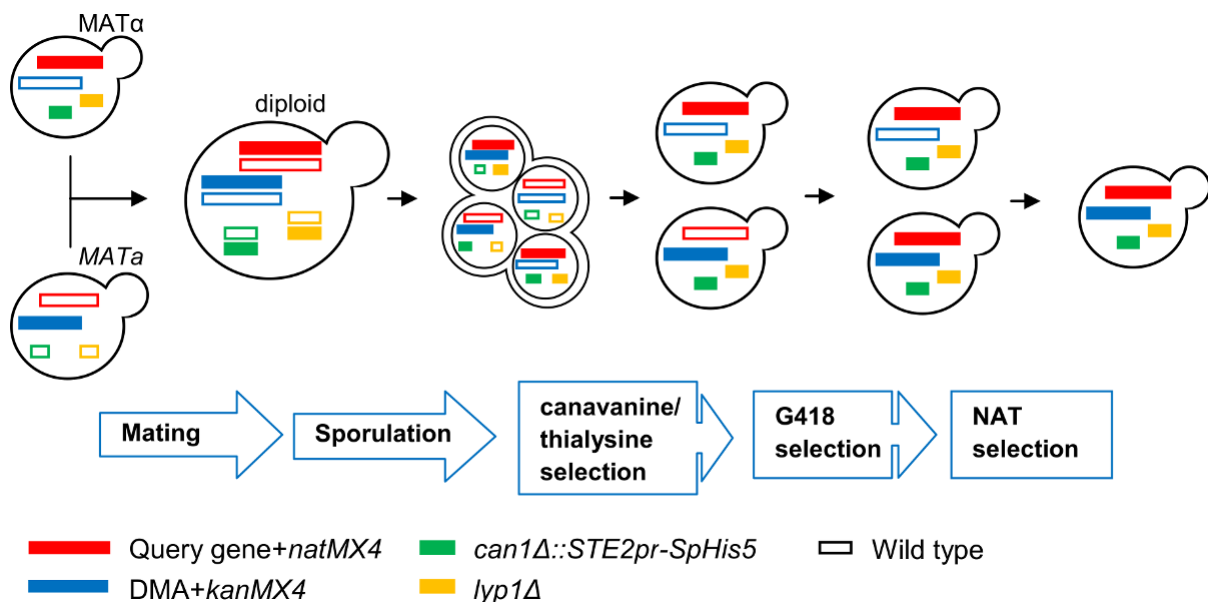 MATα
diploid
MATa
Mating
Sporulation
canavanine/
thialysine
selection
G418
selection
NAT
selection
Query gene+natMX4
can1Δ::STE2pr-SpHis5
Wild type
DMA+kanMX4
lyp1Δ